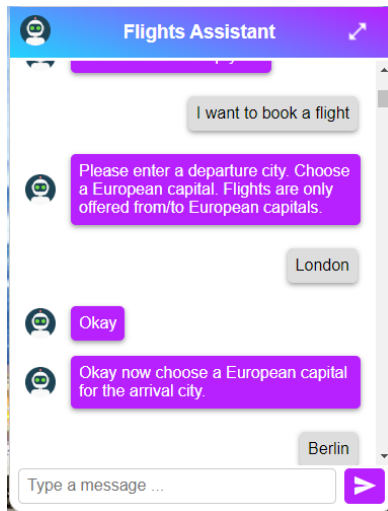 Flights Assistant
I want to book a flight
Please enter a departure city. Choose
a European capital. Flights are only
offered from/to European capitals.
London
Okay
Okay now choose a European capital
for the arrival city.
Berlin
Type a message ...